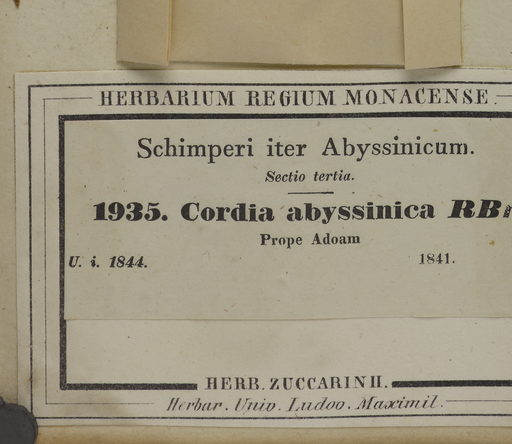 HERBARIUM REGIUM MONACENSE.
Schimperi iter Abyssinicum.
Sectio tertia.
1935. Cordia abyssinica RB
Prope Adoam
U. i. 1844. 1841.
HERB. ZUCCARINII.
Herbar. Univ. Ludov. Maximil.